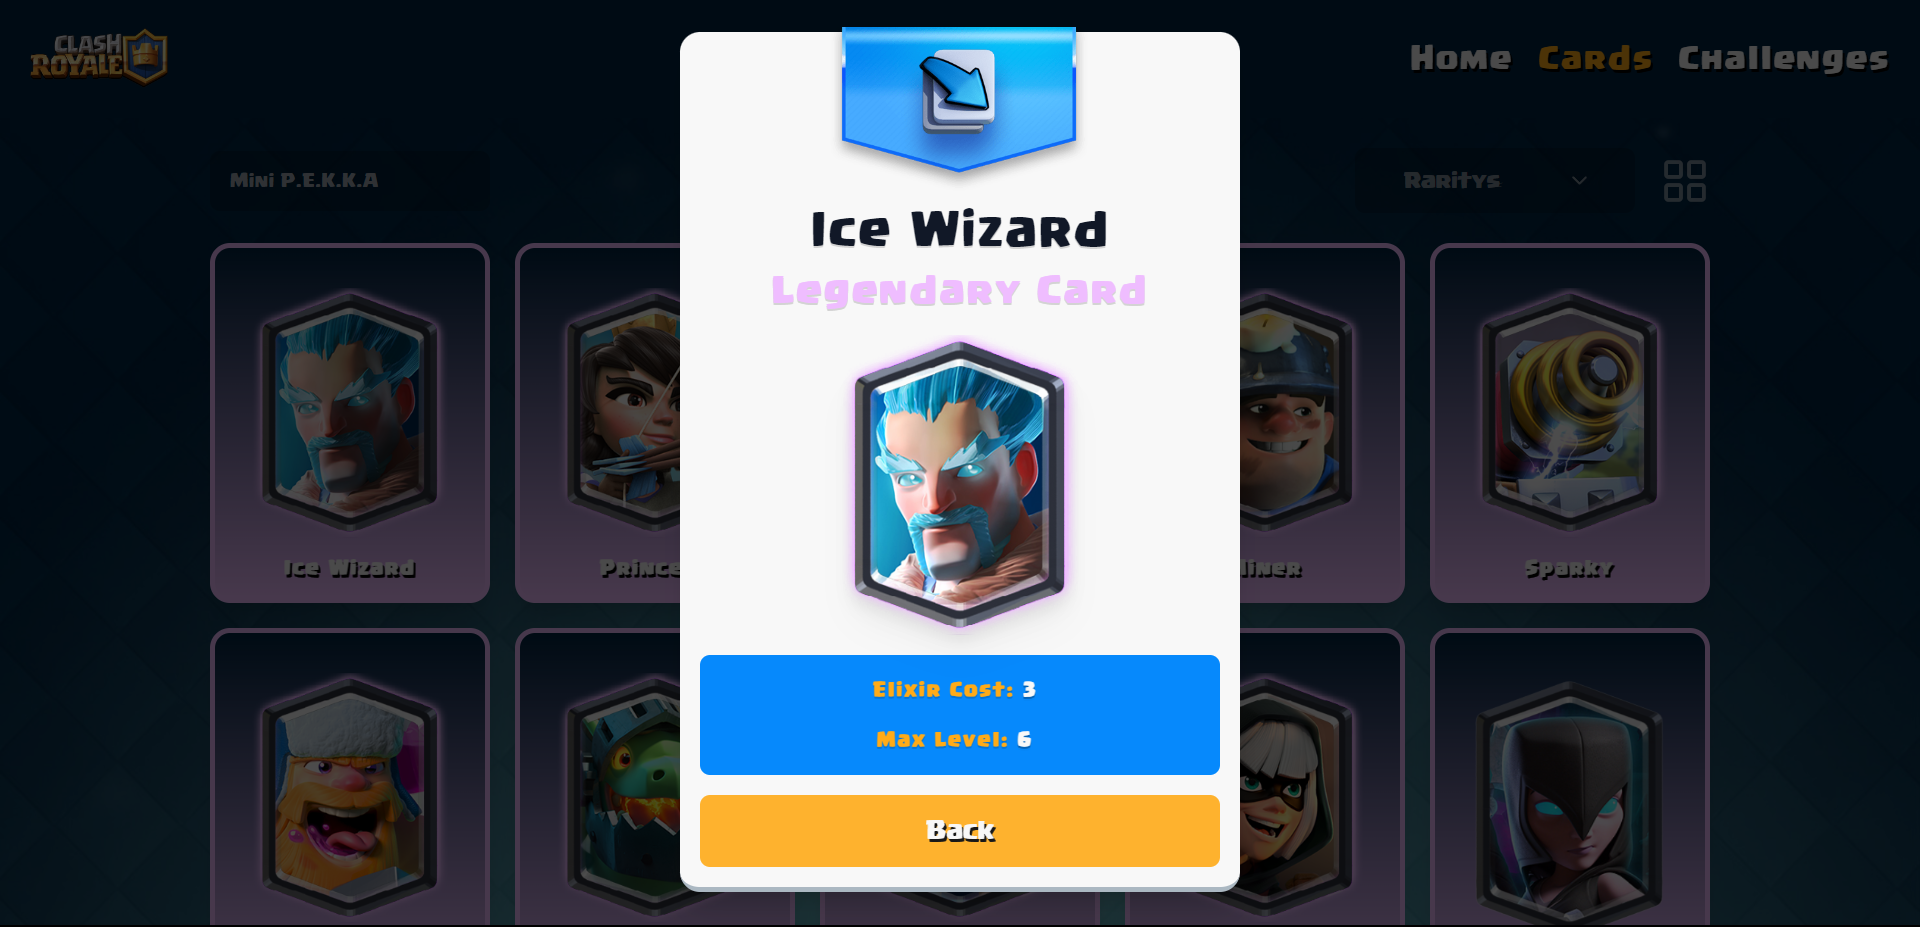 CLASH
ROYALE
Home Cards Challenges
Mini P.E.K.K.A
Raritys
Ice Wizard
Legendary Card
Ice Wizard
Prince
Miner
Sparky
Elixir Cost: 3
Max Level: 6
Back